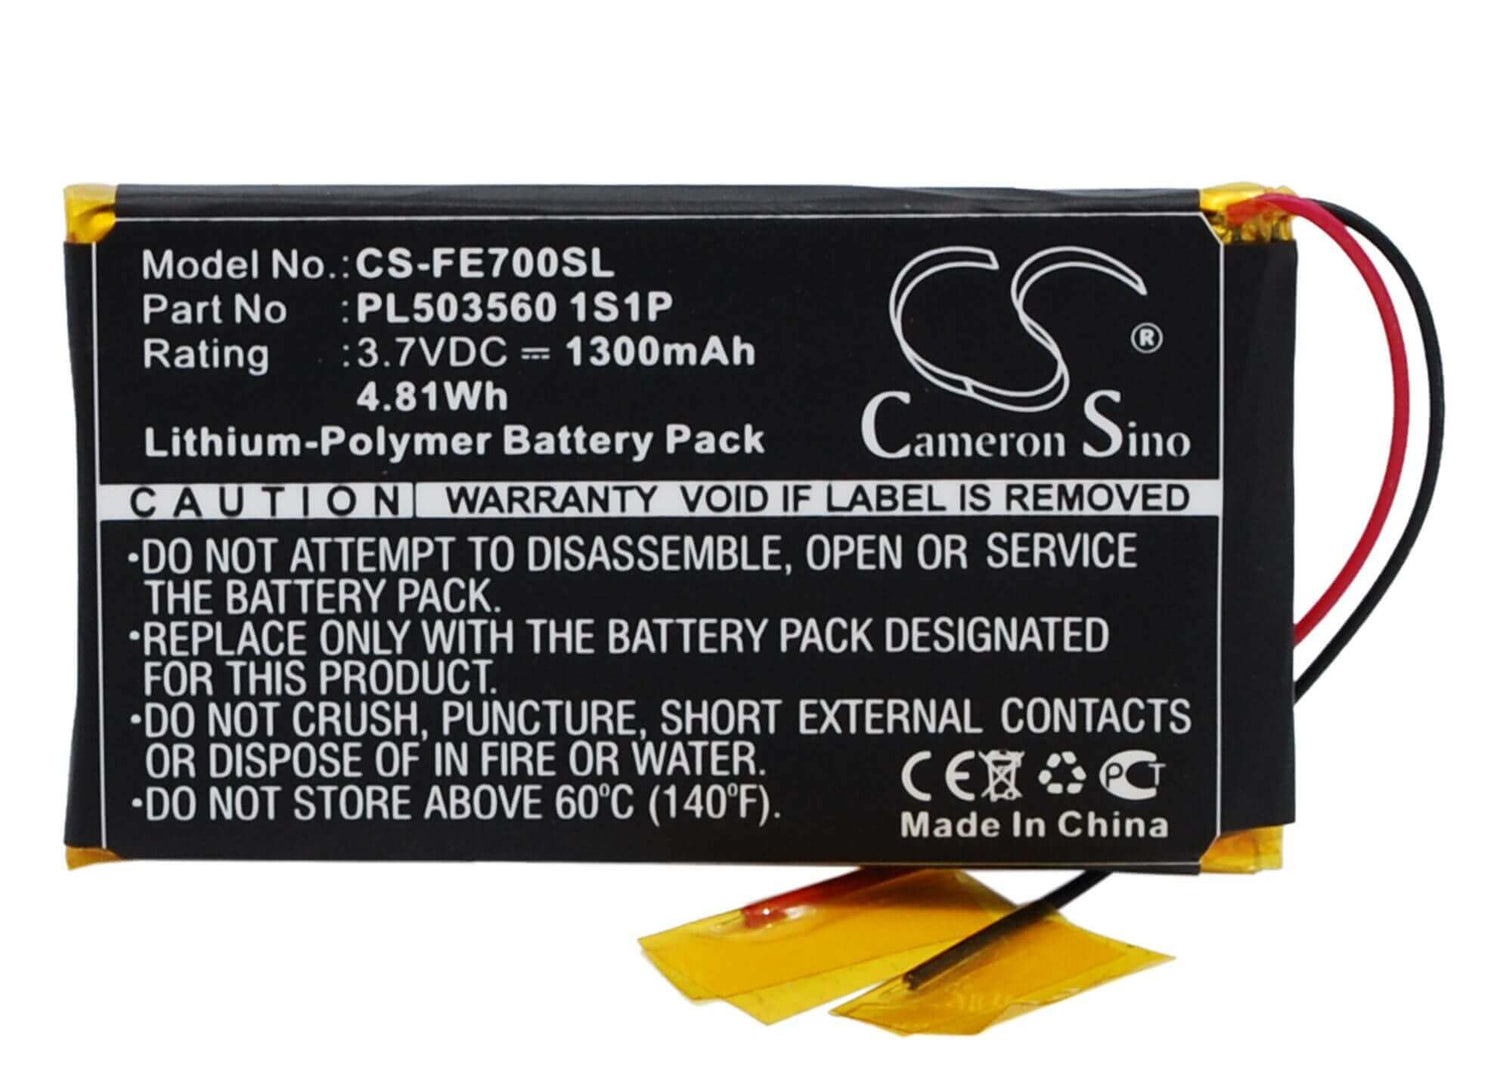 Model No.: CS-FE700SL
Part No : PL503560 1S1P
Rating : 3.7VDC ⎓ 1300mAh
4.81Wh
Lithium-Polymer Battery Pack
CS ®
Cameron Sino
CAUTION WARRANTY VOID IF LABEL IS REMOVED
•DO NOT ATTEMPT TO DISASSEMBLE, OPEN OR SERVICE
THE BATTERY PACK.
•REPLACE ONLY WITH THE BATTERY PACK DESIGNATED
FOR THIS PRODUCT.
•DO NOT CRUSH, PUNCTURE, SHORT EXTERNAL CONTACTS
OR DISPOSE OF IN FIRE OR WATER.
•DO NOT STORE ABOVE 60°C (140°F).
CE PCT
Made In China